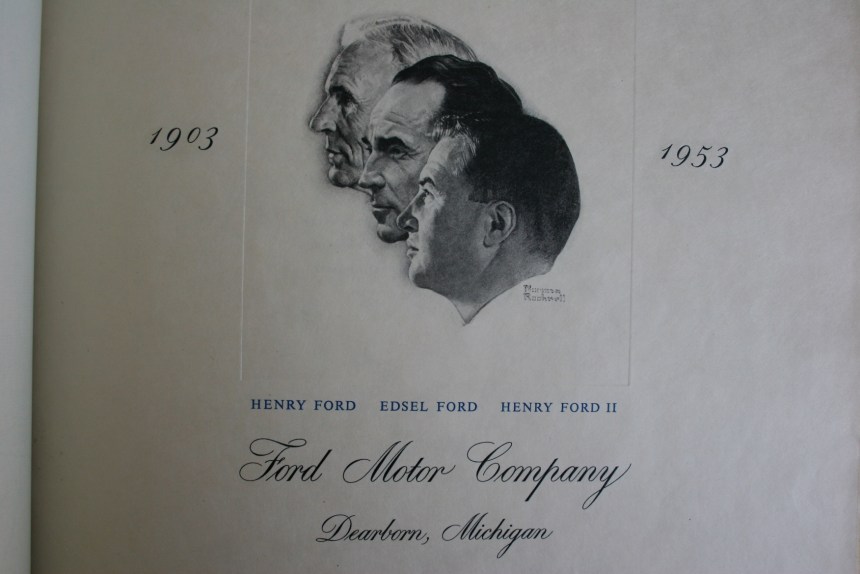 1903
1953
Norman
Rockwell
HENRY FORD EDSEL FORD HENRY FORD II
Ford Motor Company
Dearborn, Michigan